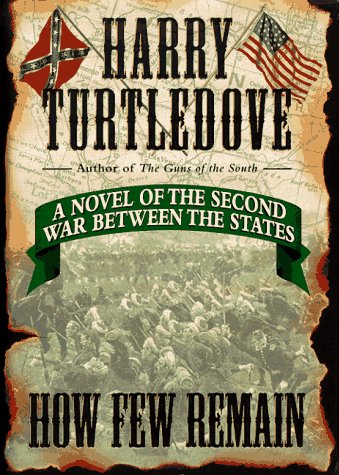 HARRY
TURTLEDOVE
Author of The Guns of the South
A NOVEL OF THE SECOND
WAR BETWEEN THE STATES
HOW FEW REMAIN